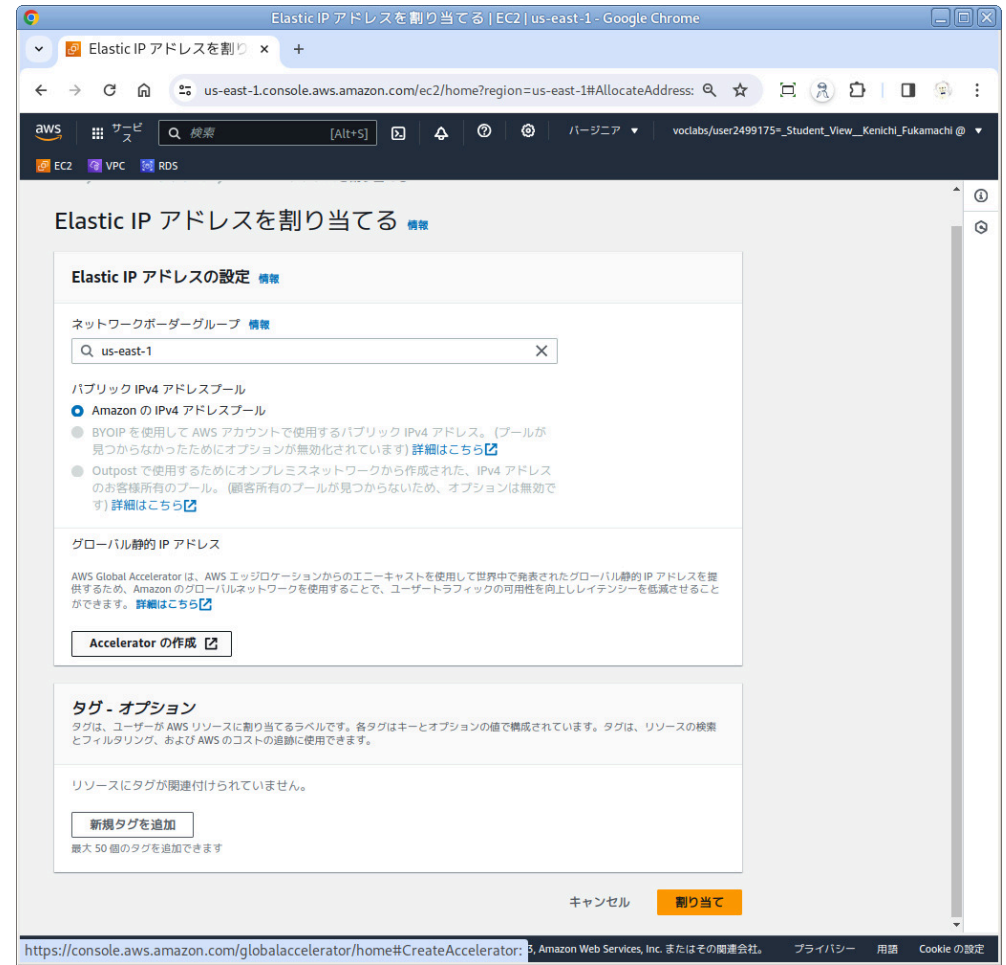 Elastic IP アドレスを割り当てる | EC2 | us-east-1 - Google Chrome
Elastic IP アドレスを割り
us-east-1.console.aws.amazon.com/ec2/home?region=us-east-1#AllocateAddress:
aws
サービス
検索
[Alt+S]
バージニア ▼
voclabs/user2499175=_Student_View__Kenichi_Fukamachi @ ▼
EC2
VPC
RDS
Elastic IP アドレスを割り当てる 情報
Elastic IP アドレスの設定 情報
ネットワークボーダーグループ 情報
us-east-1
パブリック IPv4 アドレスプール
Amazon の IPv4 アドレスプール
BYOIP を使用して AWS アカウントで使用するパブリック IPv4 アドレス。 (プールが
見つからなかったためにオプションが無効化されています) 詳細はこちら
Outpost で使用するためにオンプレミスネットワークから作成された、IPv4 アドレス
のお客様所有のプール。 (顧客所有のプールが見つからないため、オプションは無効で
す) 詳細はこちら
グローバル静的 IP アドレス
AWS Global Accelerator は、AWS エッジロケーションからのエニーキャストを使用して世界中で発表されたグローバル静的 IP アドレスを提
供するため、Amazon のグローバルネットワークを使用することで、ユーザートラフィックの可用性を向上しレイテンシーを低減させること
ができます。 詳細はこちら
Accelerator の作成
タグ - オプション
タグは、ユーザーが AWS リソースに割り当てるラベルです。各タグはキーとオプションの値で構成されています。タグは、リソースの検索
とフィルタリング、および AWS のコストの追跡に使用できます。
リソースにタグが関連付けられていません。
新規タグを追加
最大 50 個のタグを追加できます
キャンセル
割り当て
https://console.aws.amazon.com/globalaccelerator/home#CreateAccelerator:
3, Amazon Web Services, Inc. またはその関連会社。
プライバシー
用語
Cookie の設定